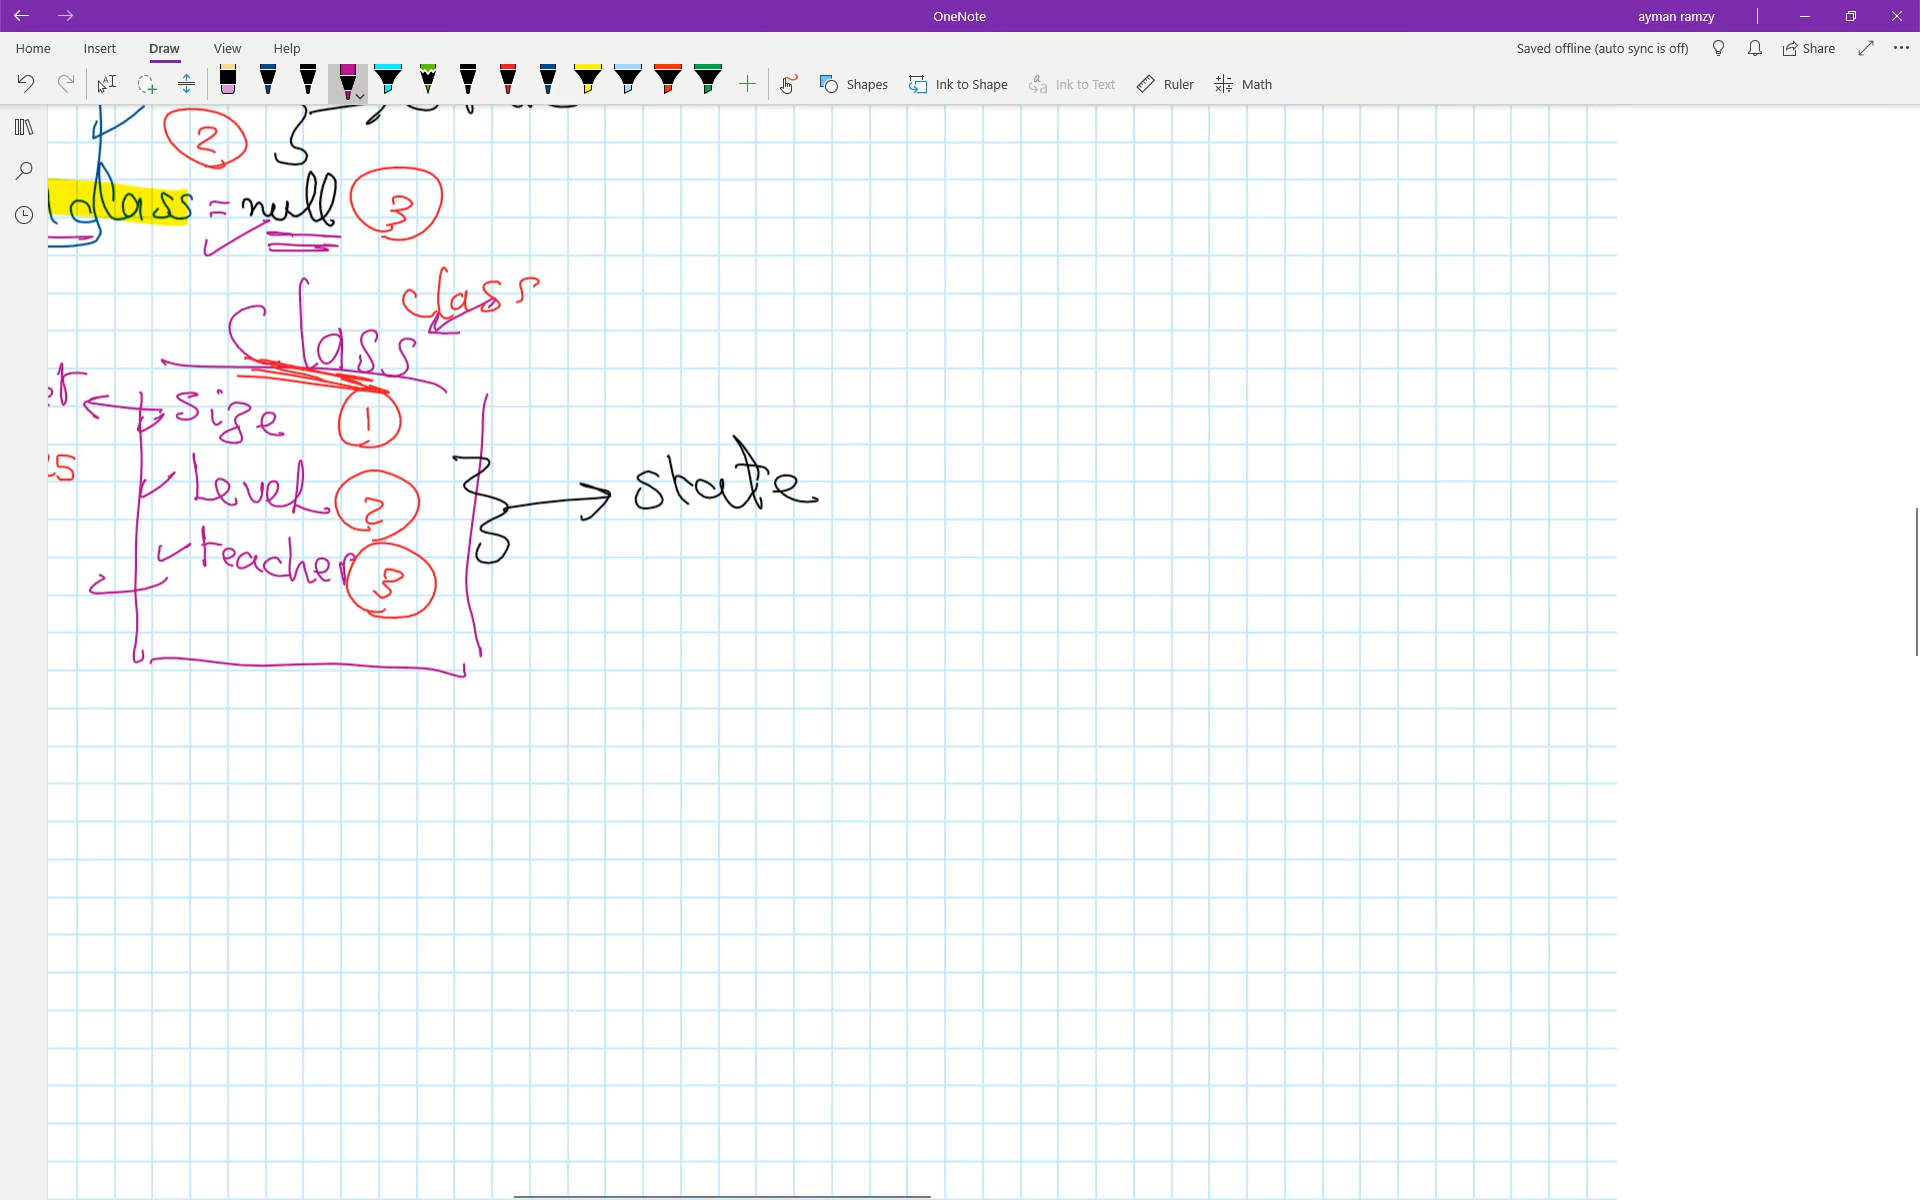 OneNote
ayman ramzy
Home Insert Draw View Help
Saved offline (auto sync is off) Share
Shapes Ink to Shape Ink to Text Ruler Math
2
class = null 3
class
Class
size 1
25
Level 2
state
teacher 3